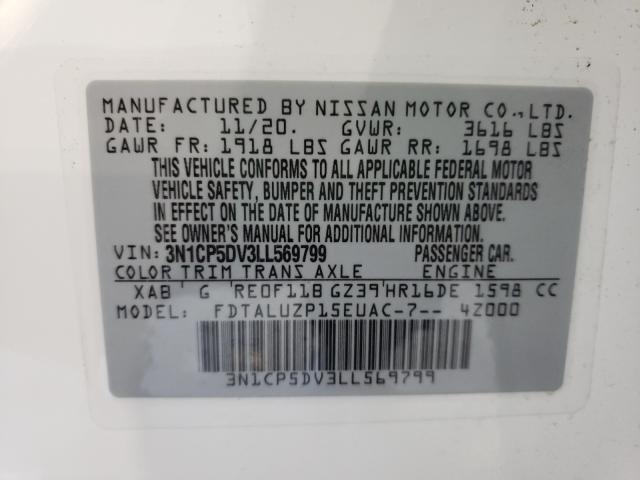 MANUFACTURED BY NISSAN MOTOR CO.,LTD.
DATE: 11/20. GVWR: 3616 LBS
GAWR FR: 1918 LBS GAWR RR: 1698 LBS
THIS VEHICLE CONFORMS TO ALL APPLICABLE FEDERAL MOTOR
VEHICLE SAFETY, BUMPER AND THEFT PREVENTION STANDARDS
IN EFFECT ON THE DATE OF MANUFACTURE SHOWN ABOVE.
SEE OWNER'S MANUAL FOR ADDITIONAL INFORMATION.
VIN: 3N1CP5DV3LL569799 PASSENGER CAR.
COLOR TRIM TRANS AXLE ENGINE
XAB G RE0F11B GZ39 HR16DE 1598 CC
MODEL: FDTALUZP15EUAC-7-- 4Z000
3N1CP5DV3LL569799